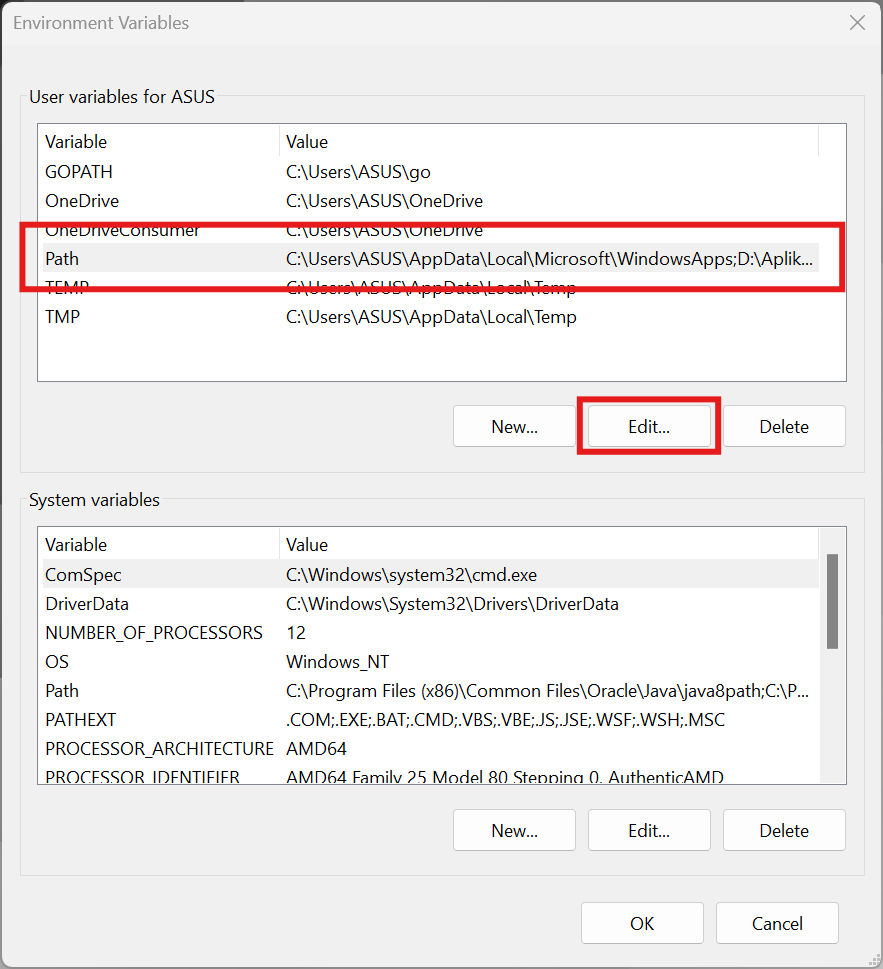 Environment Variables
User variables for ASUS
Variable Value
GOPATH C:\Users\ASUS\go
OneDrive C:\Users\ASUS\OneDrive
OneDriveConsumer C:\Users\ASUS\OneDrive
Path C:\Users\ASUS\AppData\Local\Microsoft\WindowsApps;D:\Aplik...
TEMP C:\Users\ASUS\AppData\Local\Temp
TMP C:\Users\ASUS\AppData\Local\Temp
New... Edit... Delete
System variables
Variable Value
ComSpec C:\Windows\system32\cmd.exe
DriverData C:\Windows\System32\Drivers\DriverData
NUMBER_OF_PROCESSORS 12
OS Windows_NT
Path C:\Program Files (x86)\Common Files\Oracle\Java\java8path;C:\P...
PATHEXT .COM;.EXE;.BAT;.CMD;.VBS;.VBE;.JS;.JSE;.WSF;.WSH;.MSC
PROCESSOR_ARCHITECTURE AMD64
PROCESSOR_IDENTIFIER AMD64 Family 25 Model 80 Stepping 0, AuthenticAMD
New... Edit... Delete
OK Cancel